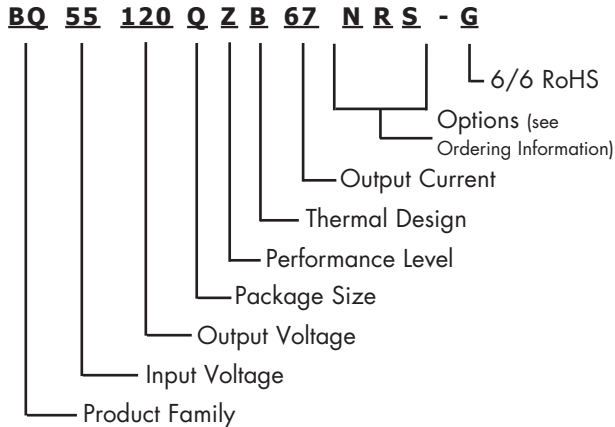 BQ 55 120 Q Z B 67 N R S - G
6/6 RoHS
Options (see
Ordering Information)
Output Current
Thermal Design
Performance Level
Package Size
Output Voltage
Input Voltage
Product Family